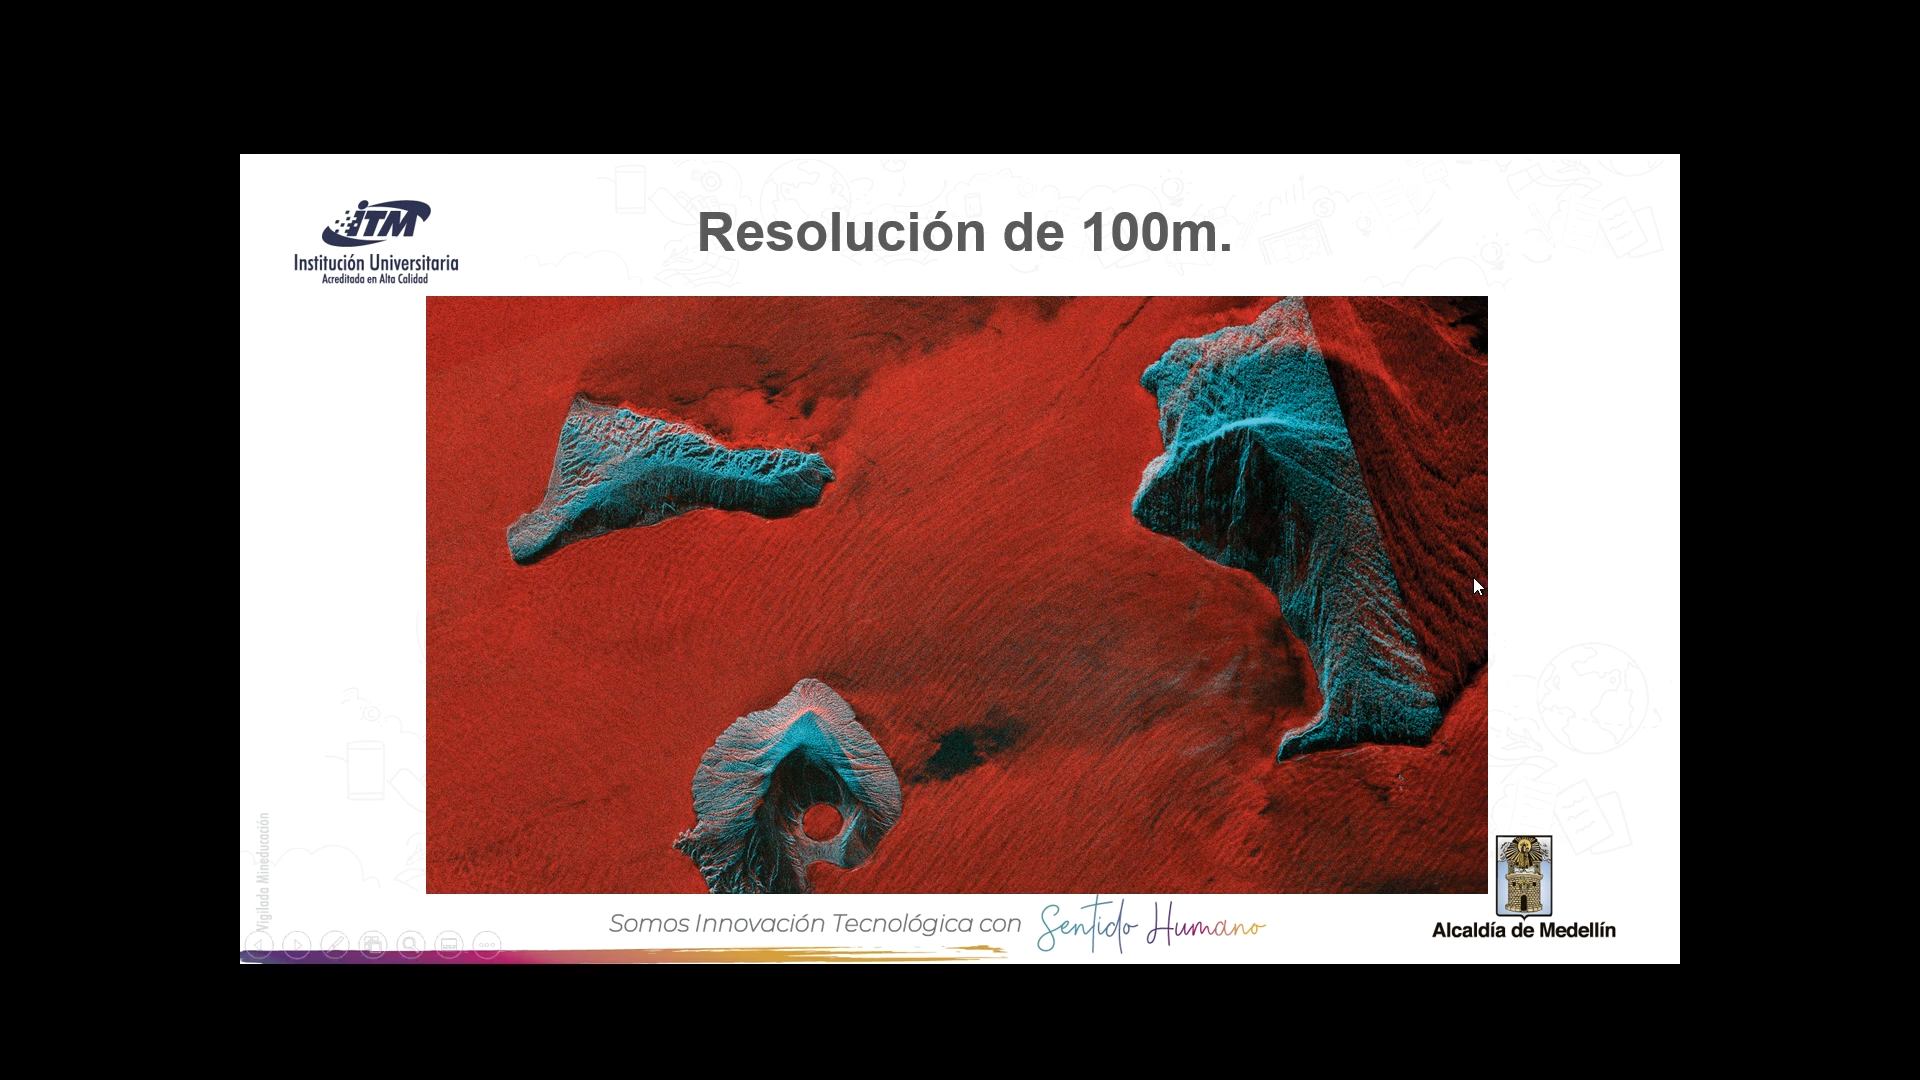 iTM
Institución Universitaria
Acreditada en Alta Calidad
Resolución de 100m.
Vigilada Mineducación
Somos Innovación Tecnológica con Sentido Humano
Alcaldía de Medellín